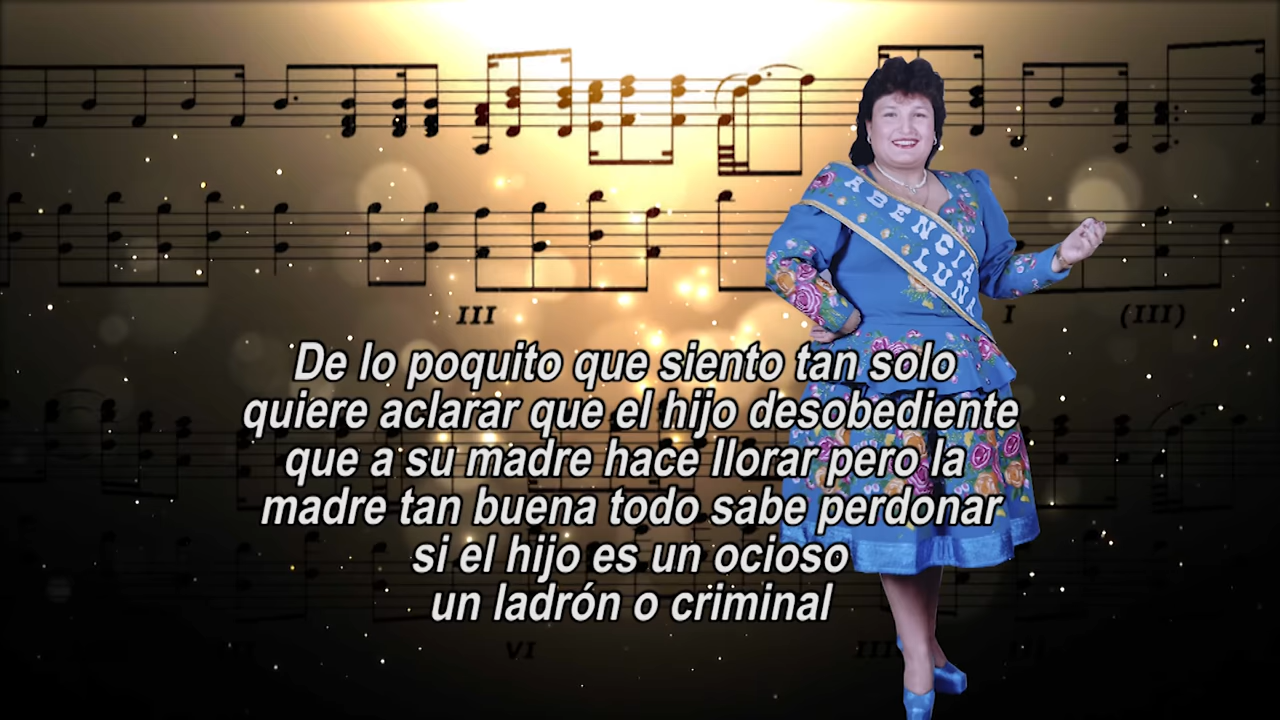 ABENCIA
LUNA
III
I
(III)
De lo poquito que siento tan solo
quiere aclarar que el hijo desobediente
que a su madre hace llorar pero la
madre tan buena todo sabe perdonar
si el hijo es un ocioso
un ladrón o criminal
VI
III